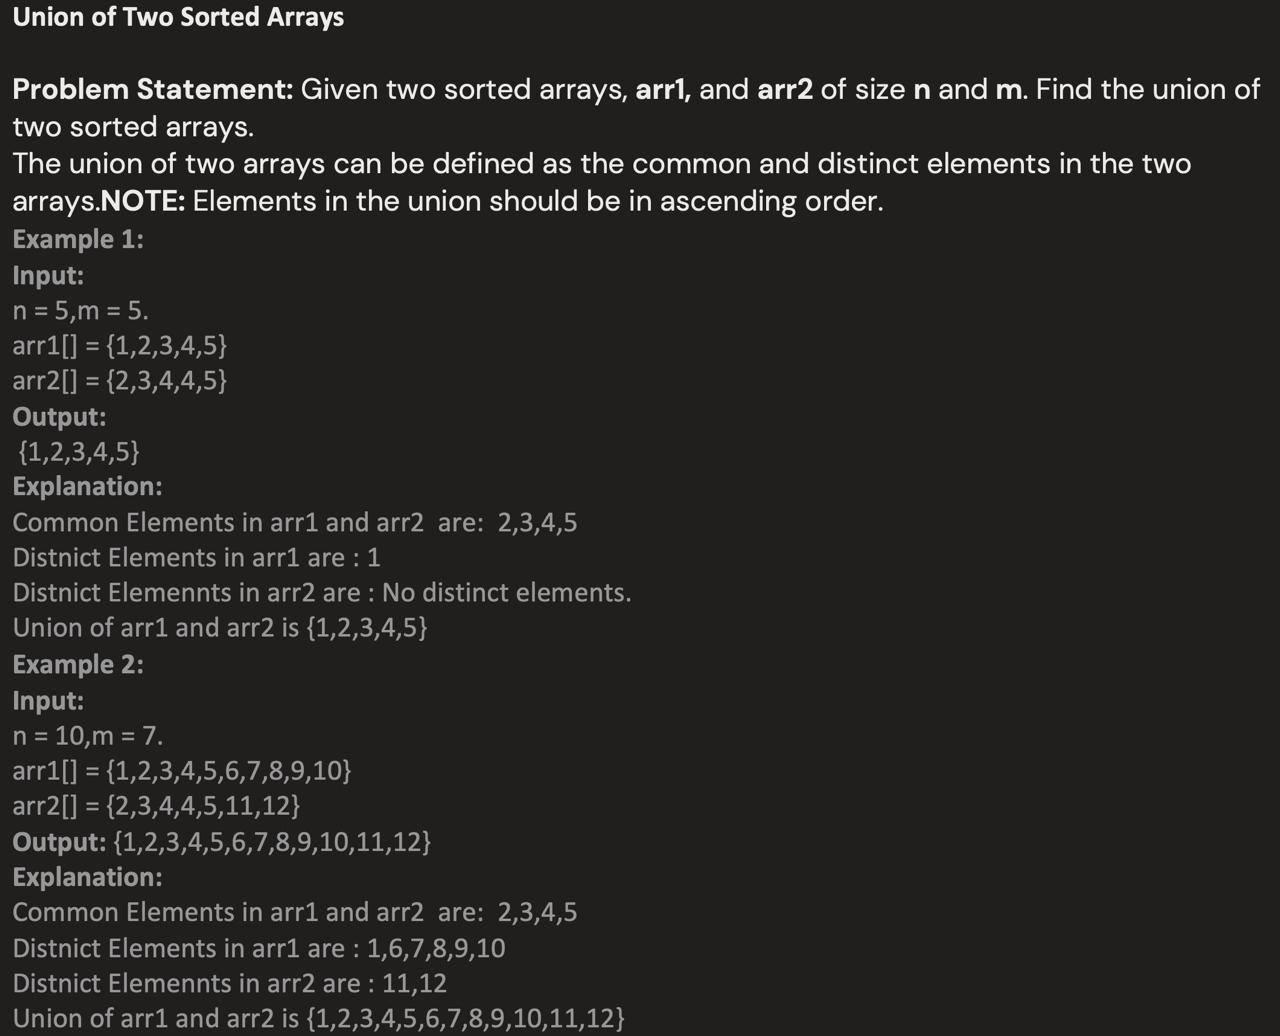 Union of Two Sorted Arrays
Problem Statement: Given two sorted arrays, arr1, and arr2 of size n and m. Find the union of
two sorted arrays.
The union of two arrays can be defined as the common and distinct elements in the two
arrays.NOTE: Elements in the union should be in ascending order.
Example 1:
Input:
n = 5,m = 5.
arr1[] = {1,2,3,4,5}
arr2[] = {2,3,4,4,5}
Output:
{1,2,3,4,5}
Explanation:
Common Elements in arr1 and arr2  are:  2,3,4,5
Distnict Elements in arr1 are : 1
Distnict Elemennts in arr2 are : No distinct elements.
Union of arr1 and arr2 is {1,2,3,4,5}
Example 2:
Input:
n = 10,m = 7.
arr1[] = {1,2,3,4,5,6,7,8,9,10}
arr2[] = {2,3,4,4,5,11,12}
Output: {1,2,3,4,5,6,7,8,9,10,11,12}
Explanation:
Common Elements in arr1 and arr2  are:  2,3,4,5
Distnict Elements in arr1 are : 1,6,7,8,9,10
Distnict Elemennts in arr2 are : 11,12
Union of arr1 and arr2 is {1,2,3,4,5,6,7,8,9,10,11,12}